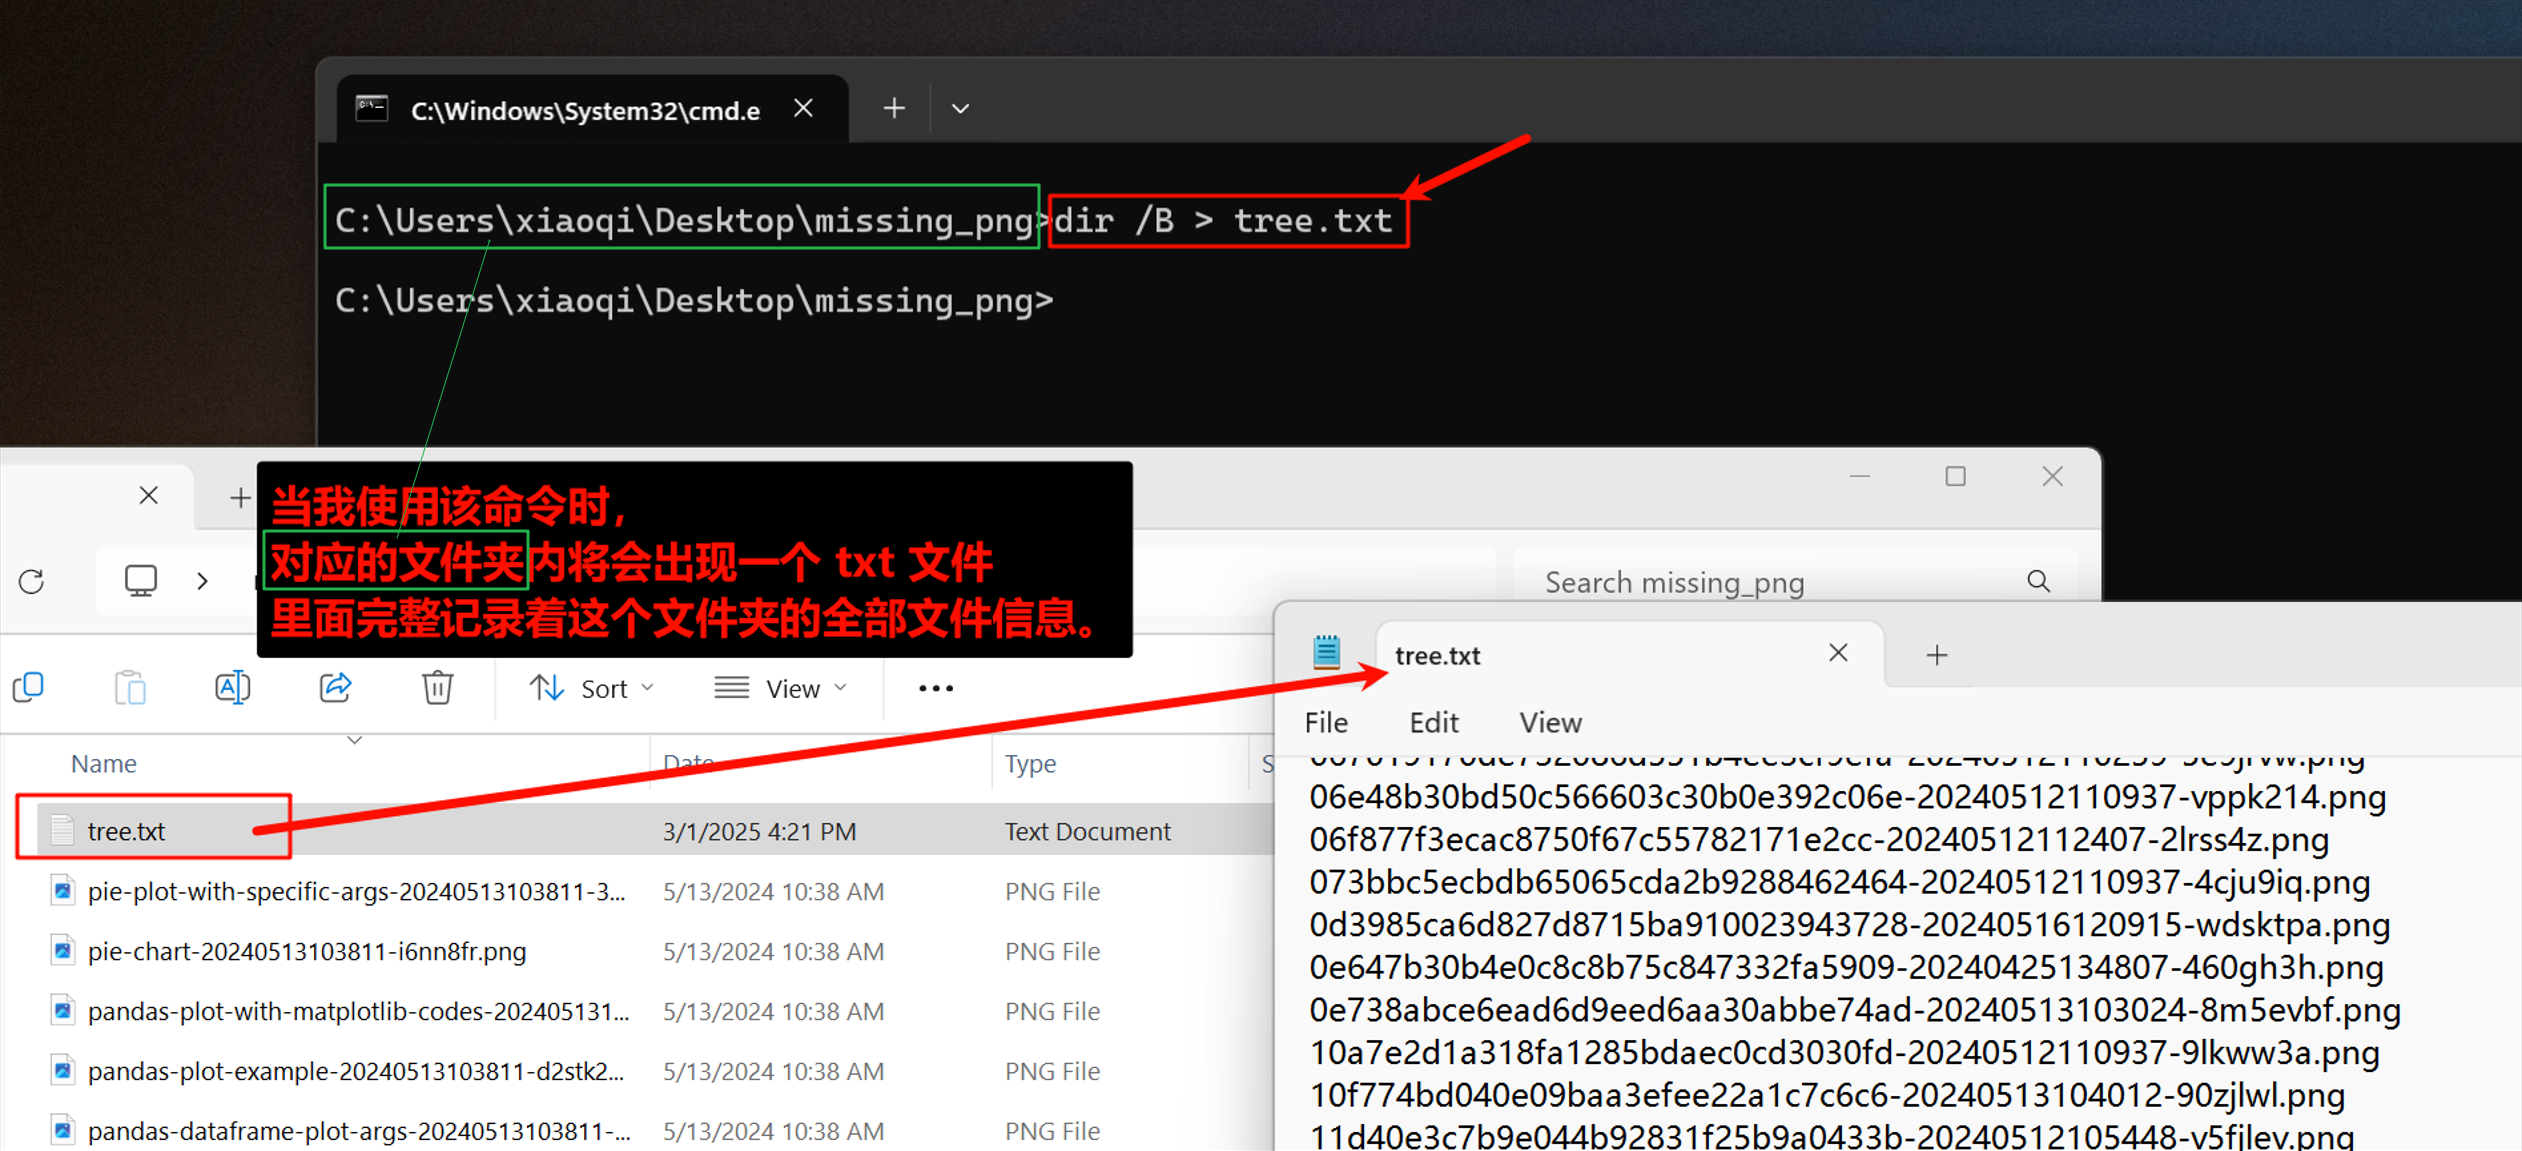 C:\Windows\System32\cmd.e
C:\Users\xiaoqi\Desktop\missing_png>dir /B > tree.txt
C:\Users\xiaoqi\Desktop\missing_png>
当我使用该命令时，
对应的文件夹内将会出现一个 txt 文件
里面完整记录着这个文件夹的全部文件信息。
Search missing_png
Sort
View
Name
Date
Type
S
tree.txt
3/1/2025 4:21 PM
Text Document
pie-plot-with-specific-args-20240513103811-3...
5/13/2024 10:38 AM
PNG File
pie-chart-20240513103811-i6nn8fr.png
5/13/2024 10:38 AM
PNG File
pandas-plot-with-matplotlib-codes-202405131...
5/13/2024 10:38 AM
PNG File
pandas-plot-example-20240513103811-d2stk2...
5/13/2024 10:38 AM
PNG File
pandas-dataframe-plot-args-20240513103811-...
5/13/2024 10:38 AM
PNG File
tree.txt
File
Edit
View
06e48b30bd50c566603c30b0e392c06e-20240512110937-vppk214.png
06f877f3ecac8750f67c55782171e2cc-20240512112407-2lrss4z.png
073bbc5ecbdb65065cda2b9288462464-20240512110937-4cju9iq.png
0d3985ca6d827d8715ba910023943728-20240516120915-wdsktpa.png
0e647b30b4e0c8c8b75c847332fa5909-20240425134807-460gh3h.png
0e738abce6ead6d9eed6aa30abbe74ad-20240513103024-8m5evbf.png
10a7e2d1a318fa1285bdaec0cd3030fd-20240512110937-9lkww3a.png
10f774bd040e09baa3efee22a1c7c6c6-20240513104012-90zjlwl.png
11d40e3c7b9e044b92831f25b9a0433b-20240512105448-v5fjlev.png